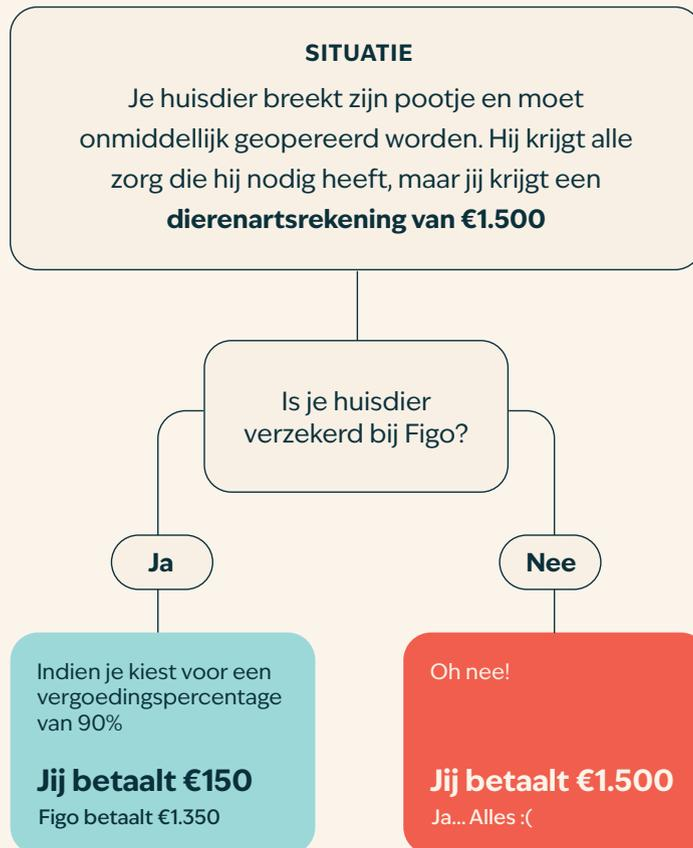 SITUATIE
Je huisdier breekt zijn pootje en moet
onmiddellijk geopereerd worden. Hij krijgt alle
zorg die hij nodig heeft, maar jij krijgt een
dierenartsrekening van €1.500
Is je huisdier
verzekerd bij Figo?
Ja
Nee
Indien je kiest voor een
vergoedingspercentage
van 90%
Jij betaalt €150
Figo betaalt €1.350
Oh nee!
Jij betaalt €1.500
Ja... Alles :(